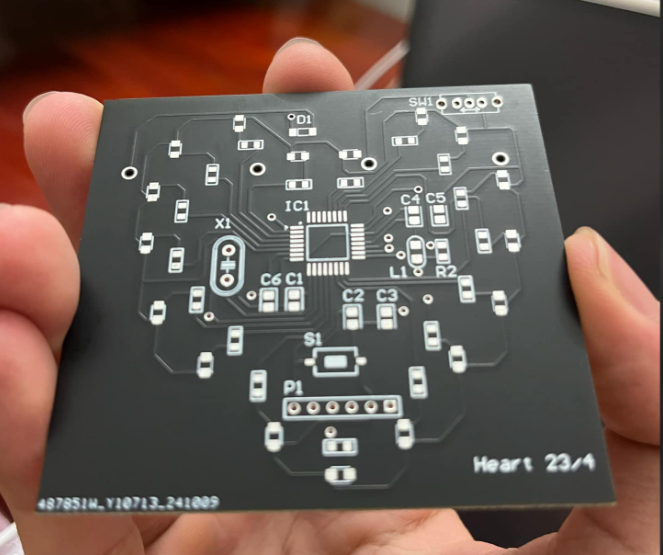 SW1
D1
IC1
C4 C5
X1
L1 R2
C6 C1
C2 C3
S1
P1
Heart 23/4
487851W_Y10713_241009